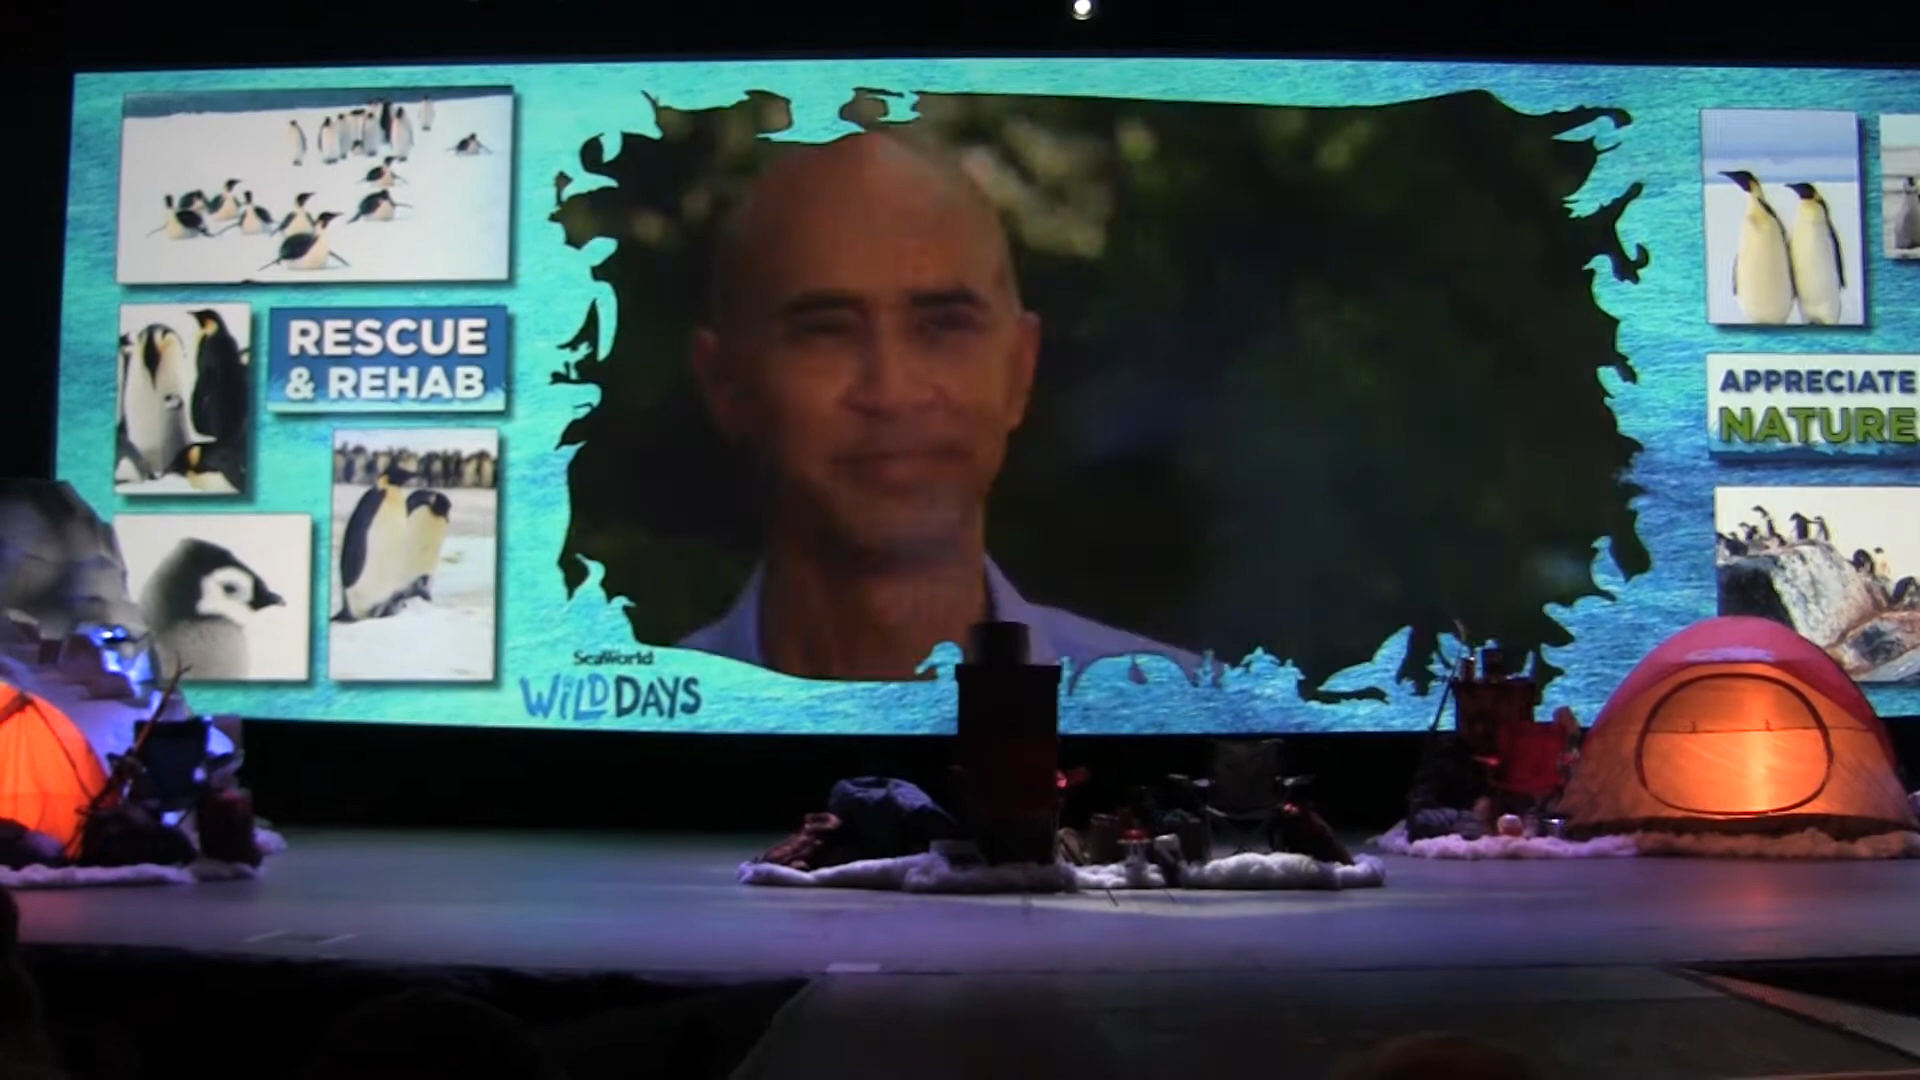 RESCUE
& REHAB
APPRECIATE
NATURE
SeaWorld
WILD DAYS